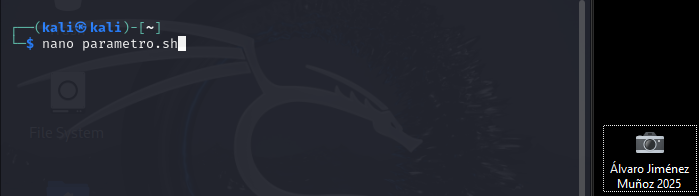 ┌──(kali㉿kali)-[~]
└─$ nano parametro.sh
File System
Álvaro Jiménez
Muñoz 2025